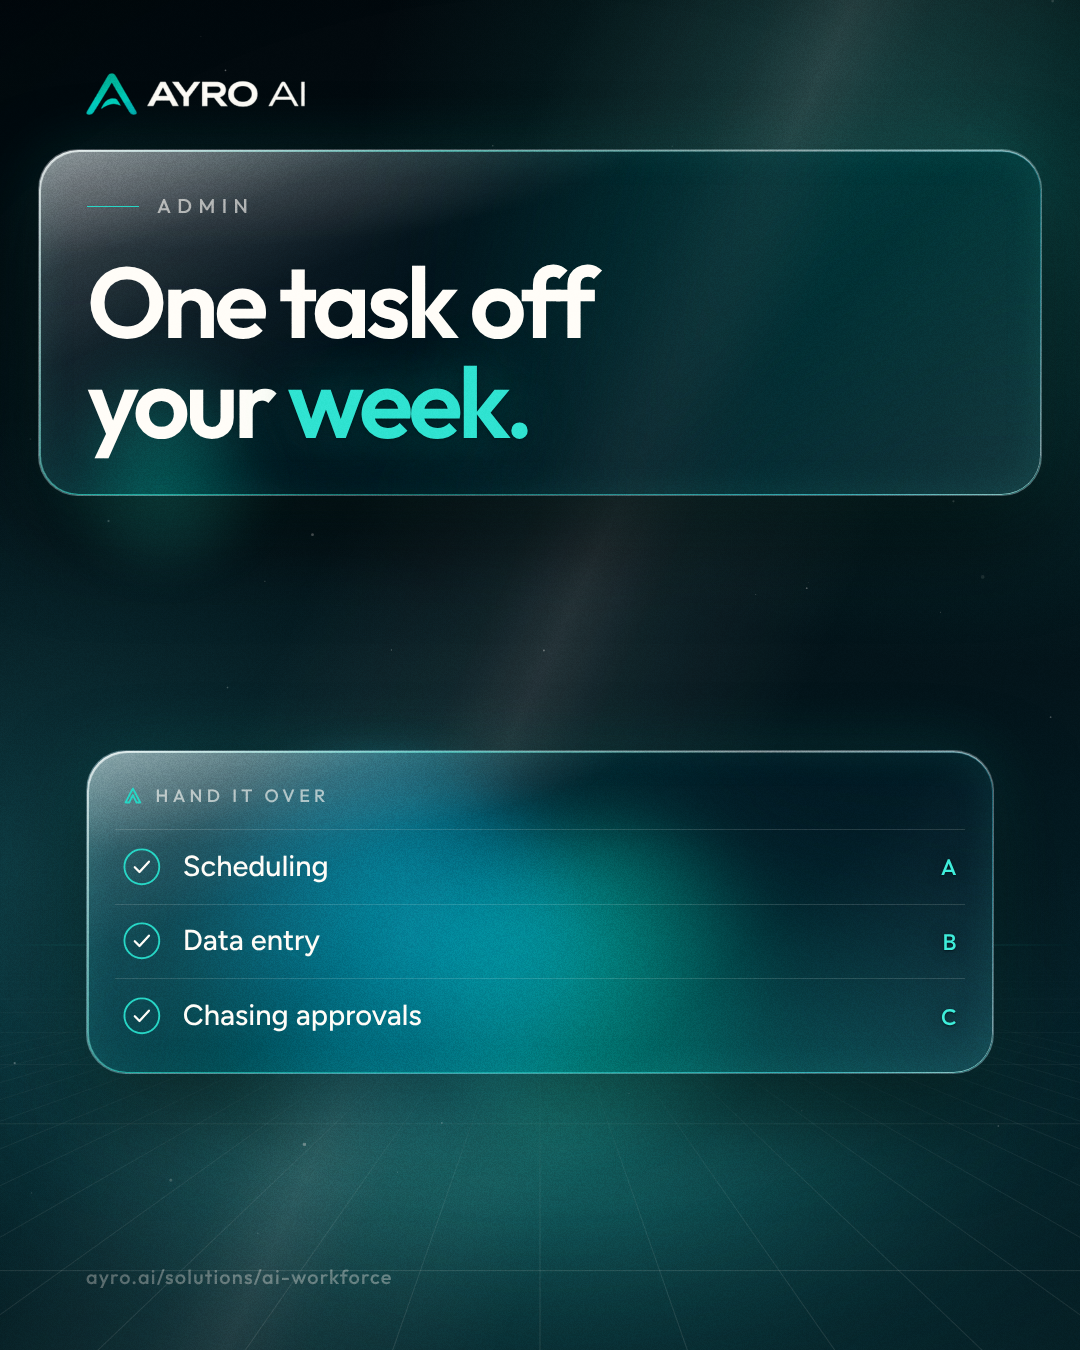 AYRO AI
ADMIN
One task off
your week.
HAND IT OVER
Scheduling A
Data entry B
Chasing approvals C
ayro.ai/solutions/ai-workforce